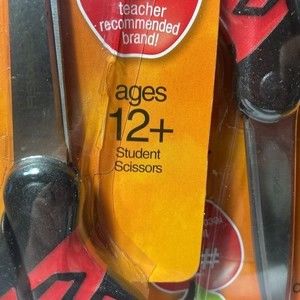 teacher
recommended
brand!
ages
12+
Student
Scissors